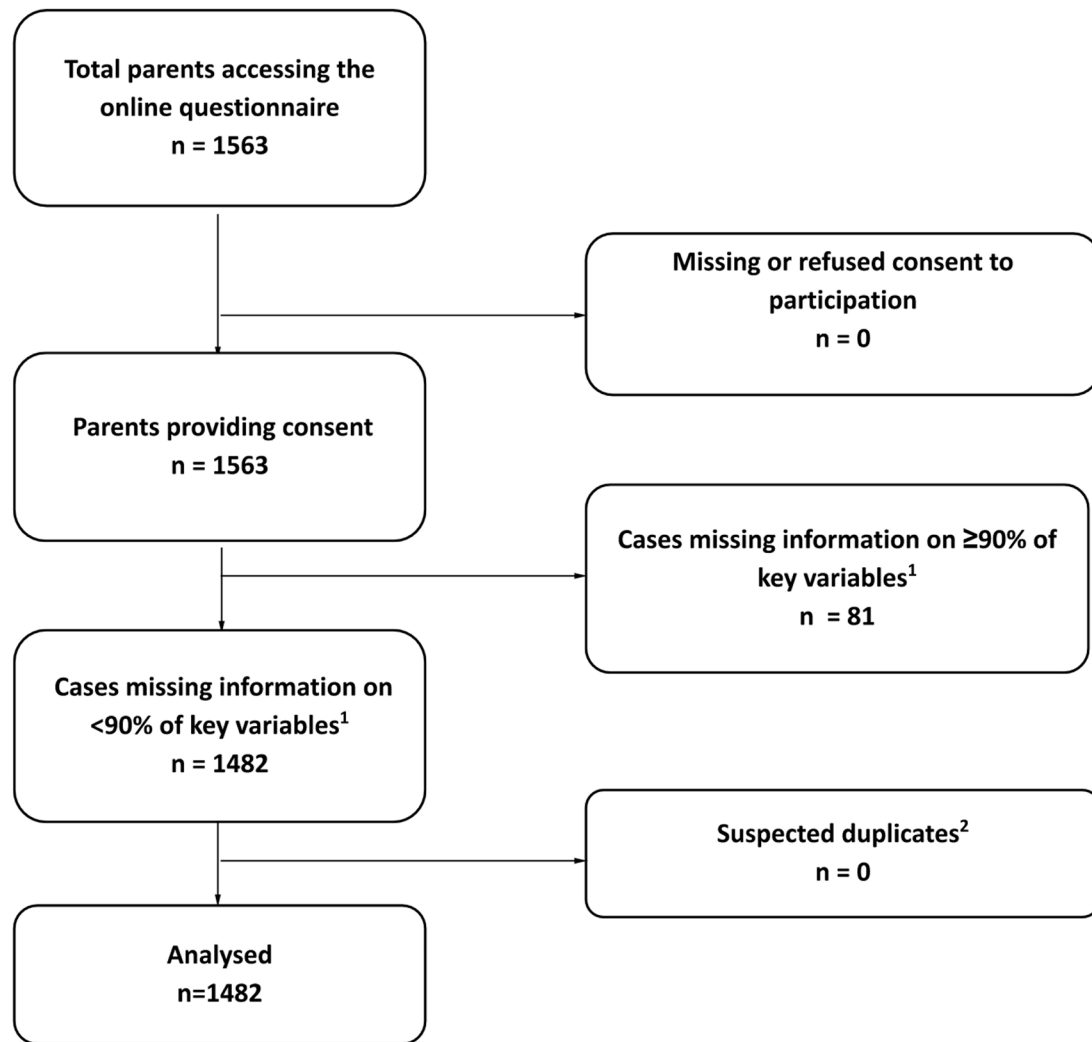 Total parents accessing the
online questionnaire
n = 1563
Missing or refused consent to
participation
n = 0
Parents providing consent
n = 1563
Cases missing information on ≥90% of
key variables¹
n = 81
Cases missing information on
<90% of key variables¹
n = 1482
Suspected duplicates²
n = 0
Analysed
n=1482